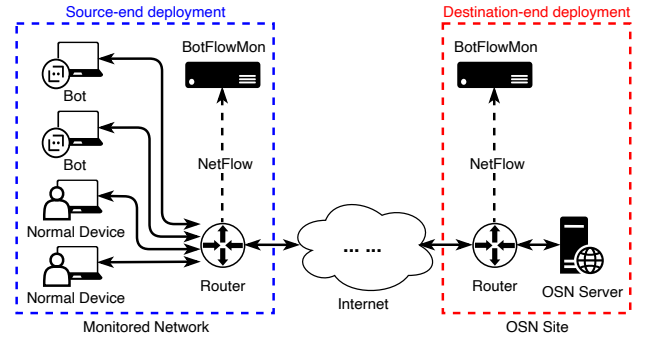 Source-end deployment
Destination-end deployment
BotFlowMon
BotFlowMon
Bot
Bot
NetFlow
NetFlow
Normal Device
... ...
Router
Router
OSN Server
Normal Device
Internet
Monitored Network
OSN Site